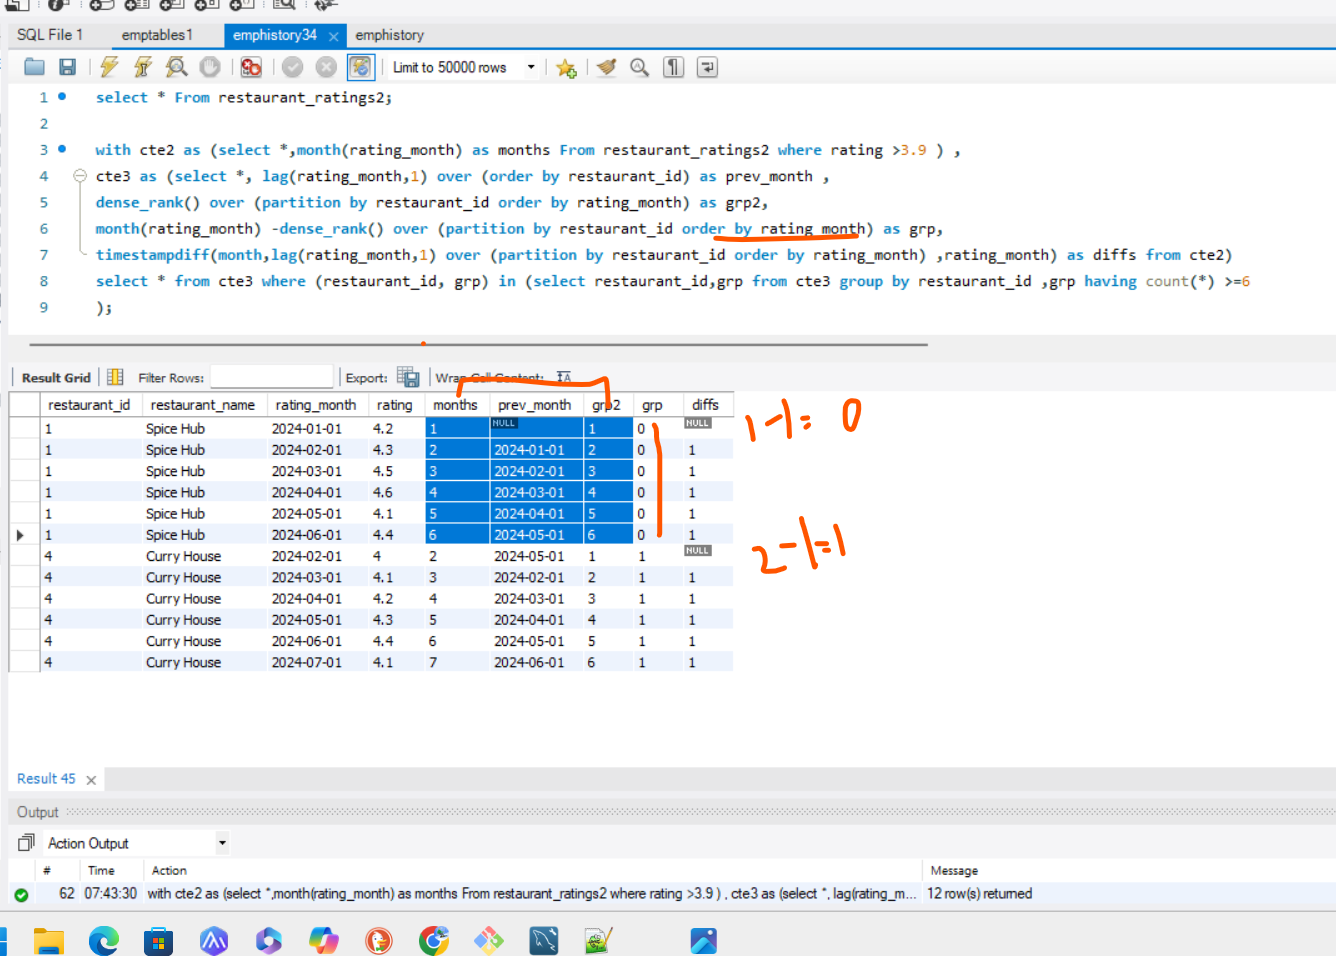 SQL File 1 emptables1 emphistory34 emphistory
Limit to 50000 rows
1 select * From restaurant_ratings2;
2
3 with cte2 as (select *,month(rating_month) as months From restaurant_ratings2 where rating >3.9 ) ,
4 cte3 as (select *, lag(rating_month,1) over (order by restaurant_id) as prev_month ,
5 dense_rank() over (partition by restaurant_id order by rating_month) as grp2,
6 month(rating_month) -dense_rank() over (partition by restaurant_id order by rating_month) as grp,
7 timestampdiff(month,lag(rating_month,1) over (partition by restaurant_id order by rating_month) ,rating_month) as diffs from cte2)
8 select * from cte3 where (restaurant_id, grp) in (select restaurant_id,grp from cte3 group by restaurant_id ,grp having count(*) >=6
9 );
Result Grid Filter Rows: Export: Wrap Cell Content:
restaurant_id restaurant_name rating_month rating months prev_month grp2 grp diffs
1 Spice Hub 2024-01-01 4.2 1 NULL 1 0 NULL
1 Spice Hub 2024-02-01 4.3 2 2024-01-01 2 0 1
1 Spice Hub 2024-03-01 4.5 3 2024-02-01 3 0 1
1 Spice Hub 2024-04-01 4.6 4 2024-03-01 4 0 1
1 Spice Hub 2024-05-01 4.1 5 2024-04-01 5 0 1
1 Spice Hub 2024-06-01 4.4 6 2024-05-01 6 0 1
4 Curry House 2024-02-01 4 2 2024-05-01 1 1 NULL
4 Curry House 2024-03-01 4.1 3 2024-02-01 2 1 1
4 Curry House 2024-04-01 4.2 4 2024-03-01 3 1 1
4 Curry House 2024-05-01 4.3 5 2024-04-01 4 1 1
4 Curry House 2024-06-01 4.4 6 2024-05-01 5 1 1
4 Curry House 2024-07-01 4.1 7 2024-06-01 6 1 1
1-1= 0
2-1=1
Result 45
Output
Action Output
# Time Action Message
62 07:43:30 with cte2 as (select *,month(rating_month) as months From restaurant_ratings2 where rating >3.9 ) , cte3 as (select *, lag(rating_m... 12 row(s) returned